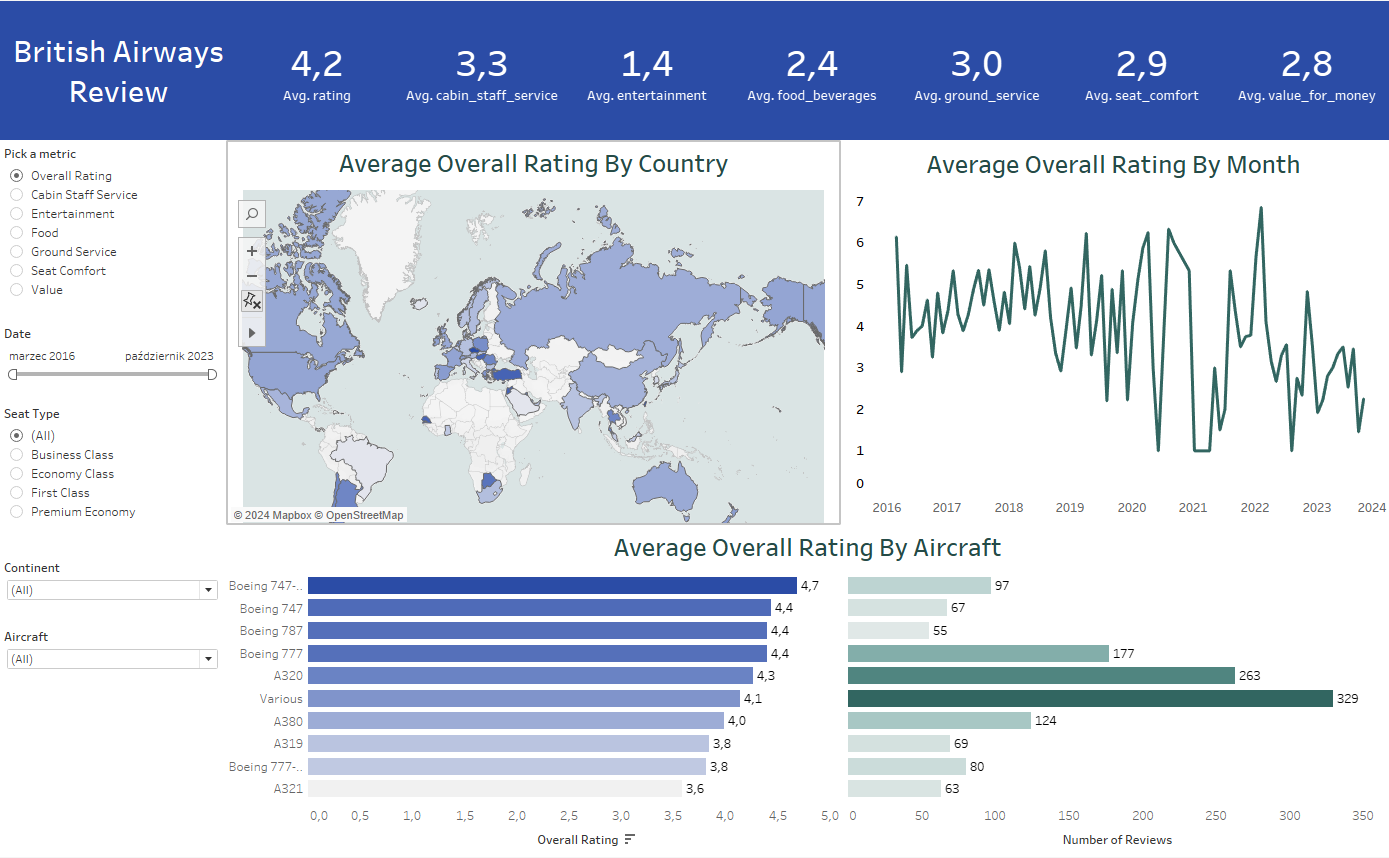 British Airways
Review
4,2
Avg. rating
3,3
Avg. cabin_staff_service
1,4
Avg. entertainment
2,4
Avg. food_beverages
3,0
Avg. ground_service
2,9
Avg. seat_comfort
2,8
Avg. value_for_money
Pick a metric
Overall Rating
Cabin Staff Service
Entertainment
Food
Ground Service
Seat Comfort
Value
Date
marzec 2016 październik 2023
Seat Type
(All)
Business Class
Economy Class
First Class
Premium Economy
Continent
(All)
Aircraft
(All)
Average Overall Rating By Country
© 2024 Mapbox © OpenStreetMap
Average Overall Rating By Month
7
6
5
4
3
2
1
0
2016 2017 2018 2019 2020 2021 2022 2023 2024
Average Overall Rating By Aircraft
Boeing 747-.. 4,7 97
Boeing 747 4,4 67
Boeing 787 4,4 55
Boeing 777 4,4 177
A320 4,3 263
Various 4,1 329
A380 4,0 124
A319 3,8 69
Boeing 777-.. 3,8 80
A321 3,6 63
0,0 0,5 1,0 1,5 2,0 2,5 3,0 3,5 4,0 4,5 5,0
0 50 100 150 200 250 300 350
Overall Rating
Number of Reviews